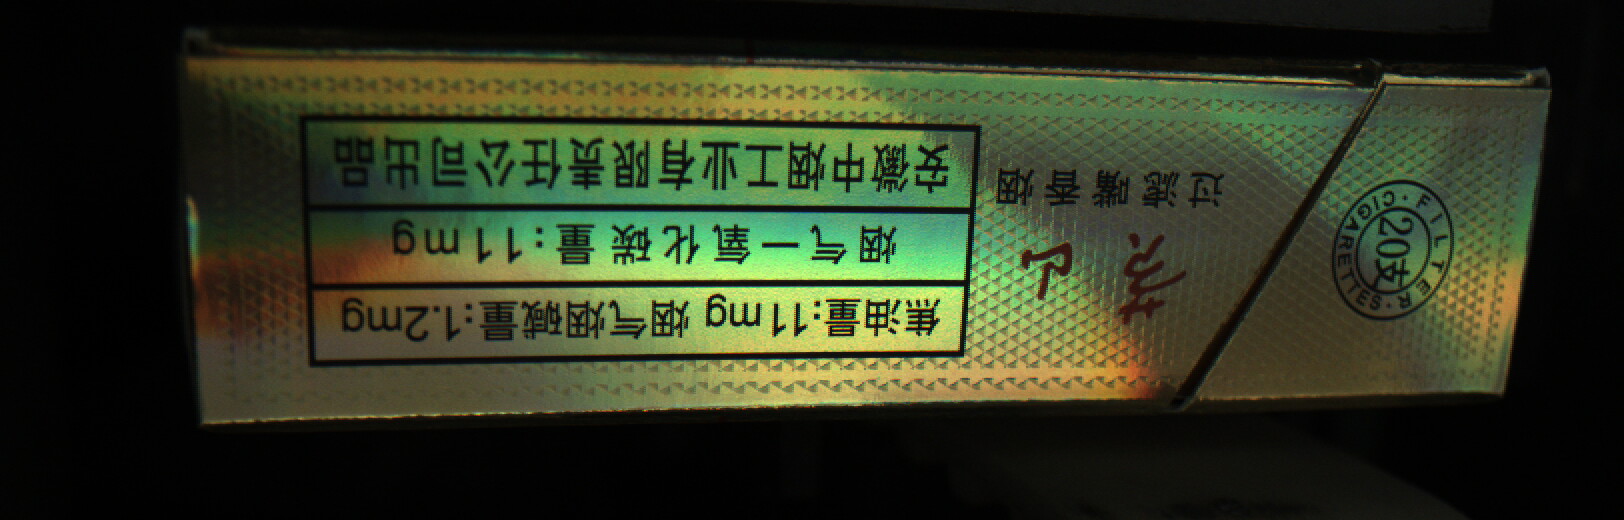 FILTER
20支
CIGARETTES
黄山
过滤嘴香烟
焦油量:11mg 烟气烟碱量:1.2mg
烟气一氧化碳量:11mg
安徽中烟工业有限责任公司出品